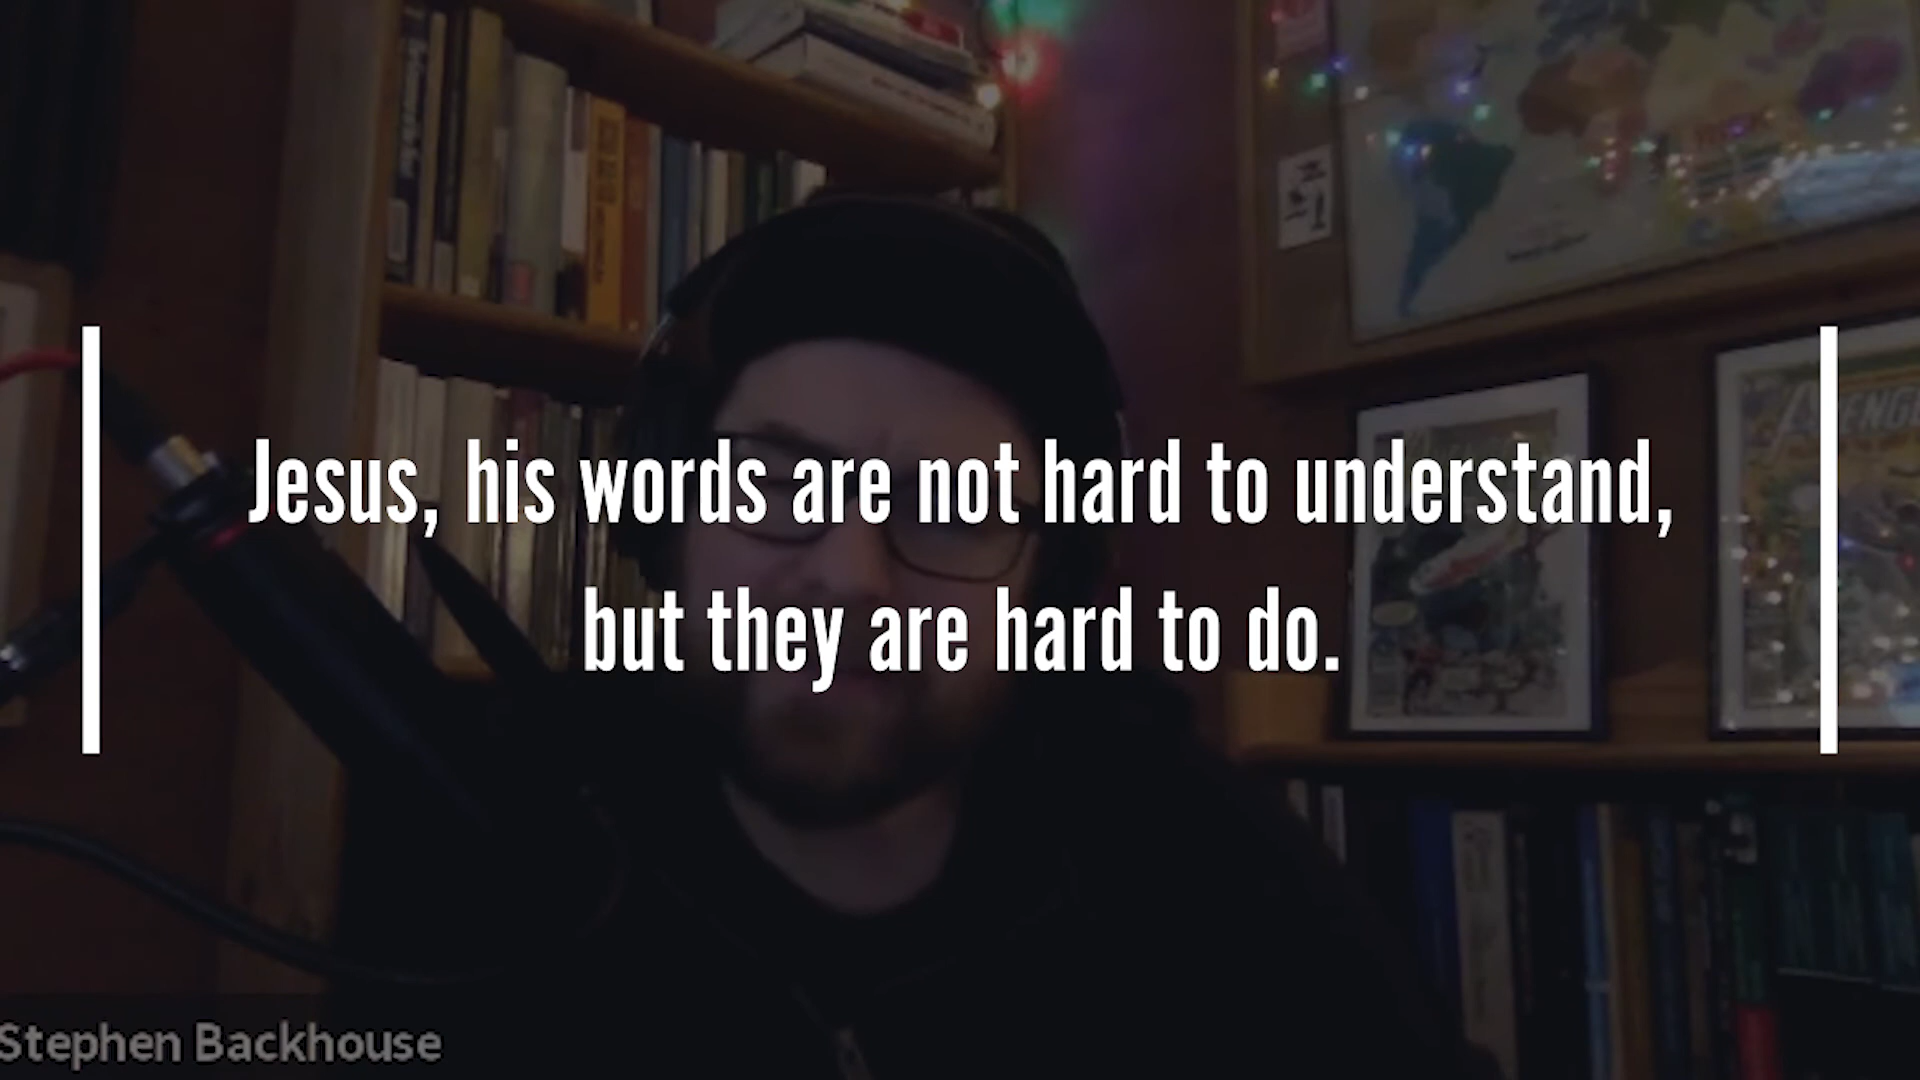 Jesus, his words are not hard to understand,
but they are hard to do.
Stephen Backhouse